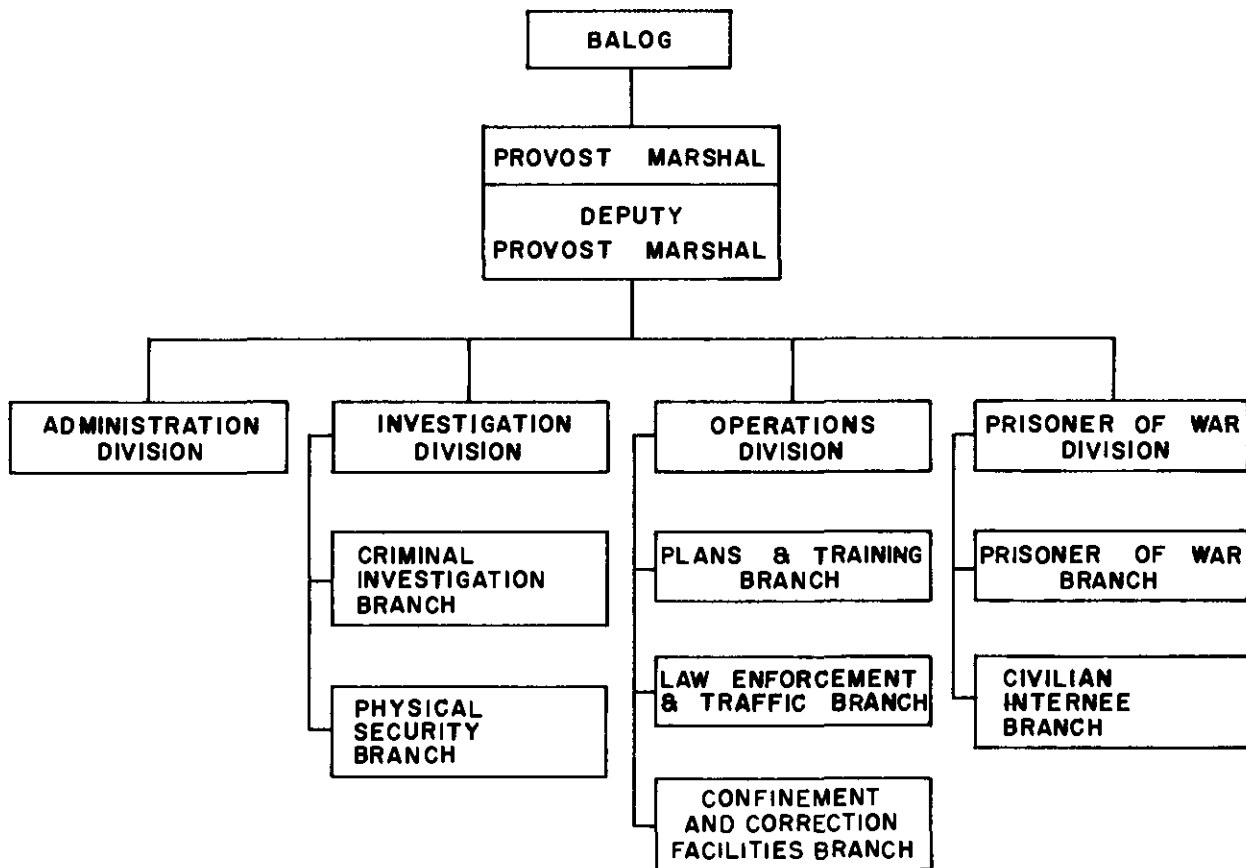 BALOG
PROVOST MARSHAL
DEPUTY
PROVOST MARSHAL
ADMINISTRATION
DIVISION
INVESTIGATION
DIVISION
OPERATIONS
DIVISION
PRISONER OF WAR
DIVISION
CRIMINAL
INVESTIGATION
BRANCH
PHYSICAL
SECURITY
BRANCH
PLANS & TRAINING
BRANCH
LAW ENFORCEMENT
& TRAFFIC BRANCH
CONFINEMENT
AND CORRECTION
FACILITIES BRANCH
PRISONER OF WAR
BRANCH
CIVILIAN
INTERNEE
BRANCH